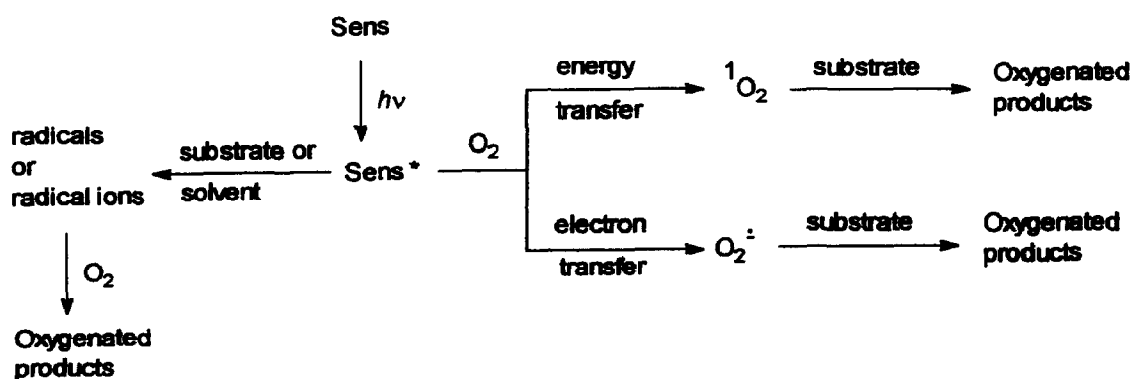 Sens
hν
energy
transfer
¹O₂
substrate
Oxygenated
products
radicals
or
radical ions
substrate or
solvent
Sens*
O₂
electron
transfer
O₂∸
substrate
Oxygenated
products
O₂
Oxygenated
products